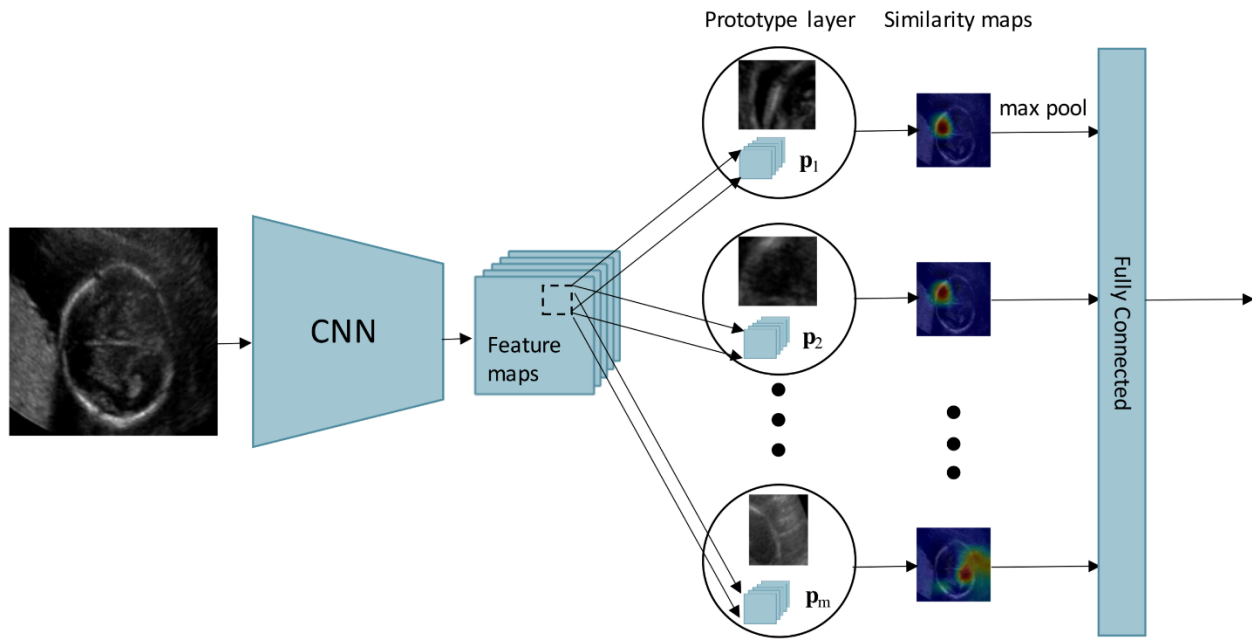 Prototype layer
Similarity maps
max pool
p1
CNN
Feature
maps
p2
Fully Connected
pm